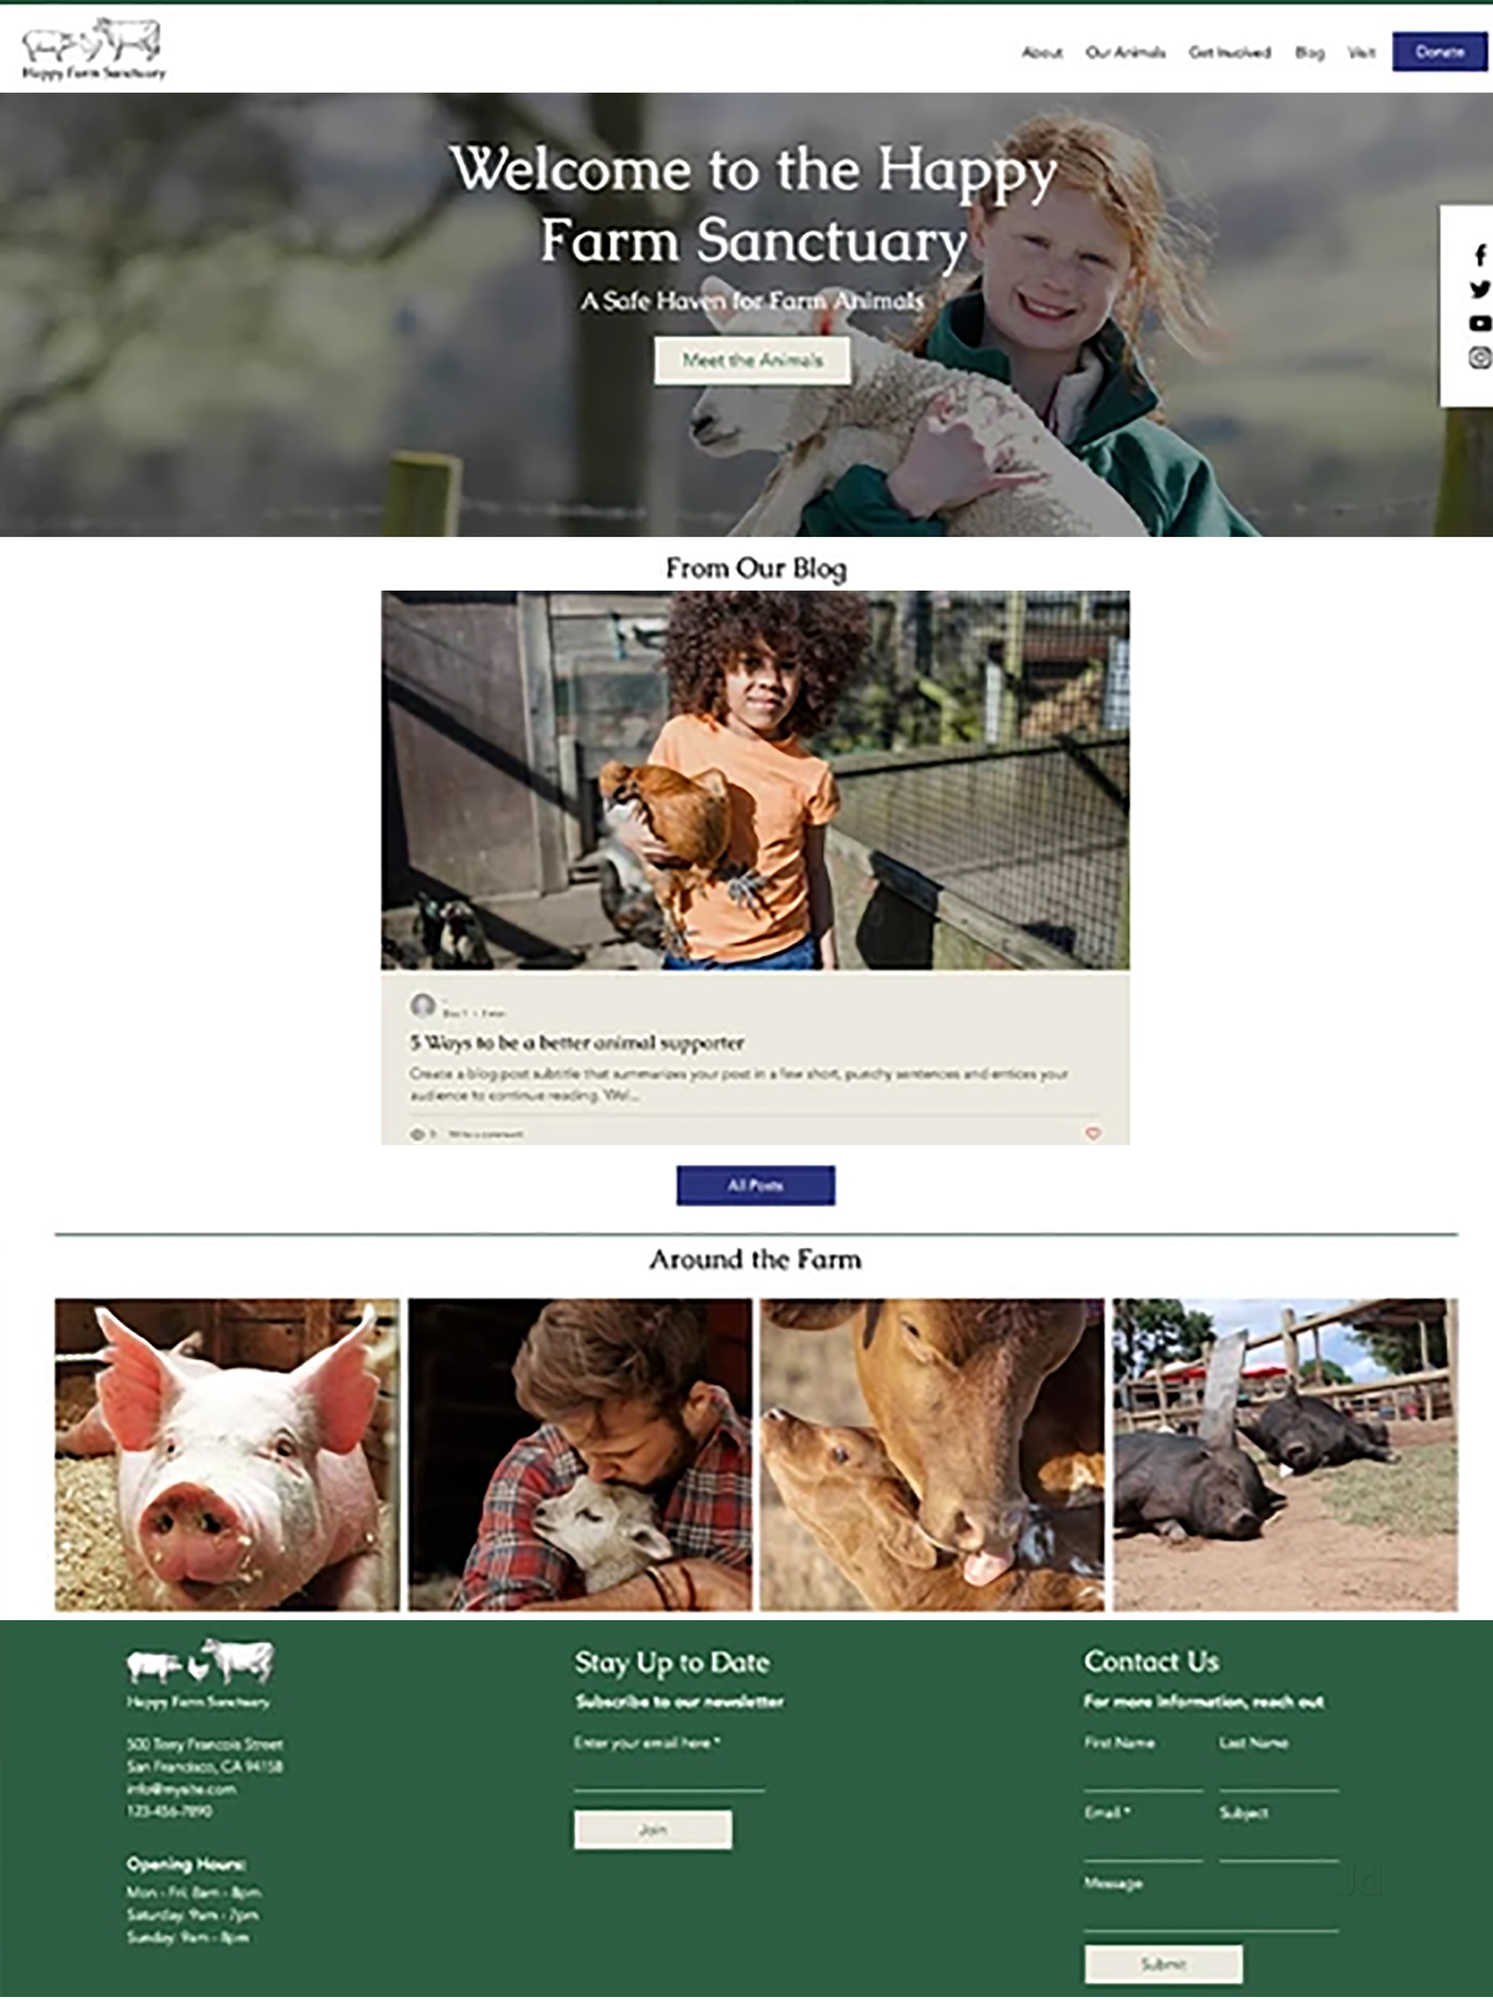 Happy Farm Sanctuary
About Our Animals Get Involved Blog Visit Donate
Welcome to the Happy
Farm Sanctuary
A Safe Haven for Farm Animals
Meet the Animals
From Our Blog
5 Ways to be a better animal supporter
Create a blog post subtitle that summarizes your post in a few short, punchy sentences and entices your
audience to continue reading. Wel...
0 Write a comment
All Posts
Around the Farm
Happy Farm Sanctuary
500 Terry Francois Street
San Francisco, CA 94158
info@mysite.com
123-456-7890
Opening Hours:
Mon - Fri: 8am - 8pm
Saturday: 9am - 7pm
Sunday: 9am - 8pm
Stay Up to Date
Subscribe to our newsletter
Enter your email here *
Join
Contact Us
For more information, reach out
First Name Last Name
Email * Subject
Message
Submit